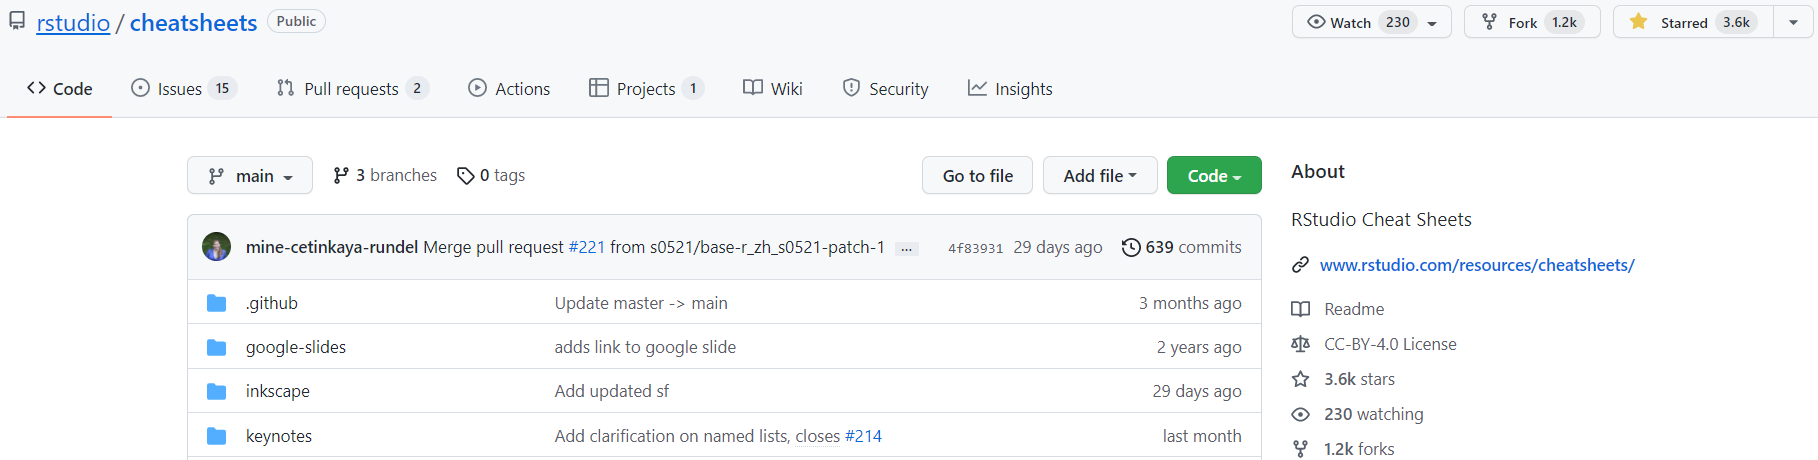 rstudio / cheatsheets Public Watch 230 Fork 1.2k Starred 3.6k
Code Issues 15 Pull requests 2 Actions Projects 1 Wiki Security Insights
main 3 branches 0 tags Go to file Add file Code
mine-cetinkaya-rundel Merge pull request #221 from s0521/base-r_zh_s0521-patch-1 ... 4f83931 29 days ago 639 commits
.github Update master -> main 3 months ago
google-slides adds link to google slide 2 years ago
inkscape Add updated sf 29 days ago
keynotes Add clarification on named lists, closes #214 last month
About
RStudio Cheat Sheets
www.rstudio.com/resources/cheatsheets/
Readme
CC-BY-4.0 License
3.6k stars
230 watching
1.2k forks